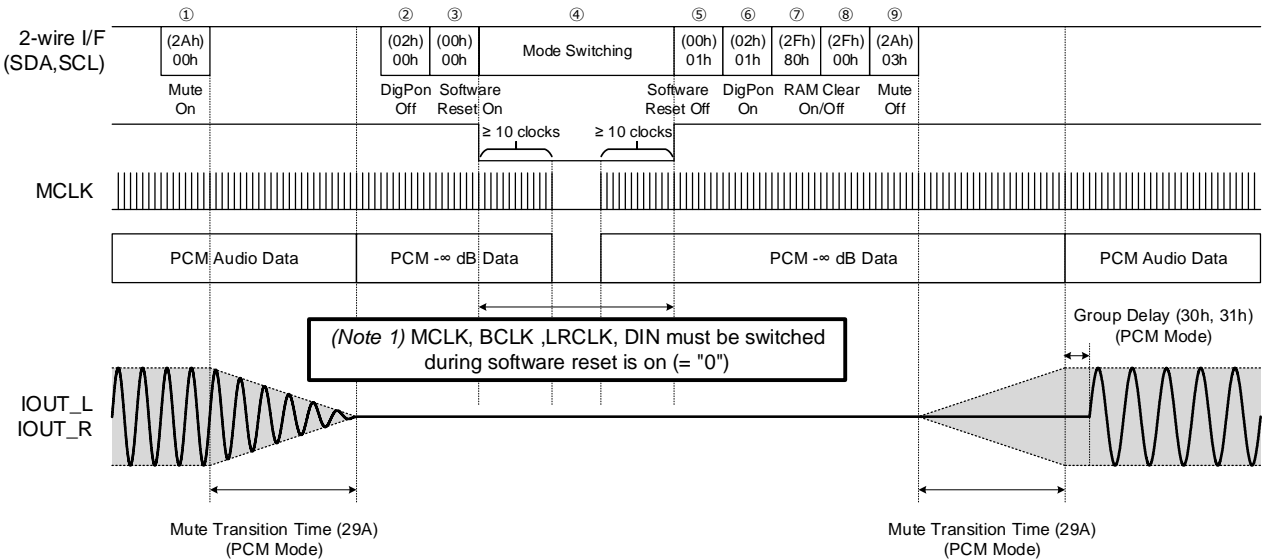 ① ② ③ ④ ⑤ ⑥ ⑦ ⑧ ⑨
2-wire I/F
(SDA,SCL)
(2Ah)
00h
(02h)
00h
(00h)
00h
Mode Switching
(00h)
01h
(02h)
01h
(2Fh)
80h
(2Fh)
00h
(2Ah)
03h
Mute
On
DigPon
Off
Software
Reset On
Software
Reset Off
DigPon
On
RAM Clear
On/Off
Mute
Off
≥ 10 clocks
≥ 10 clocks
MCLK
PCM Audio Data
PCM -∞ dB Data
PCM -∞ dB Data
PCM Audio Data
(Note 1) MCLK, BCLK ,LRCLK, DIN must be switched
during software reset is on (= "0")
Group Delay (30h, 31h)
(PCM Mode)
IOUT_L
IOUT_R
Mute Transition Time (29A)
(PCM Mode)
Mute Transition Time (29A)
(PCM Mode)